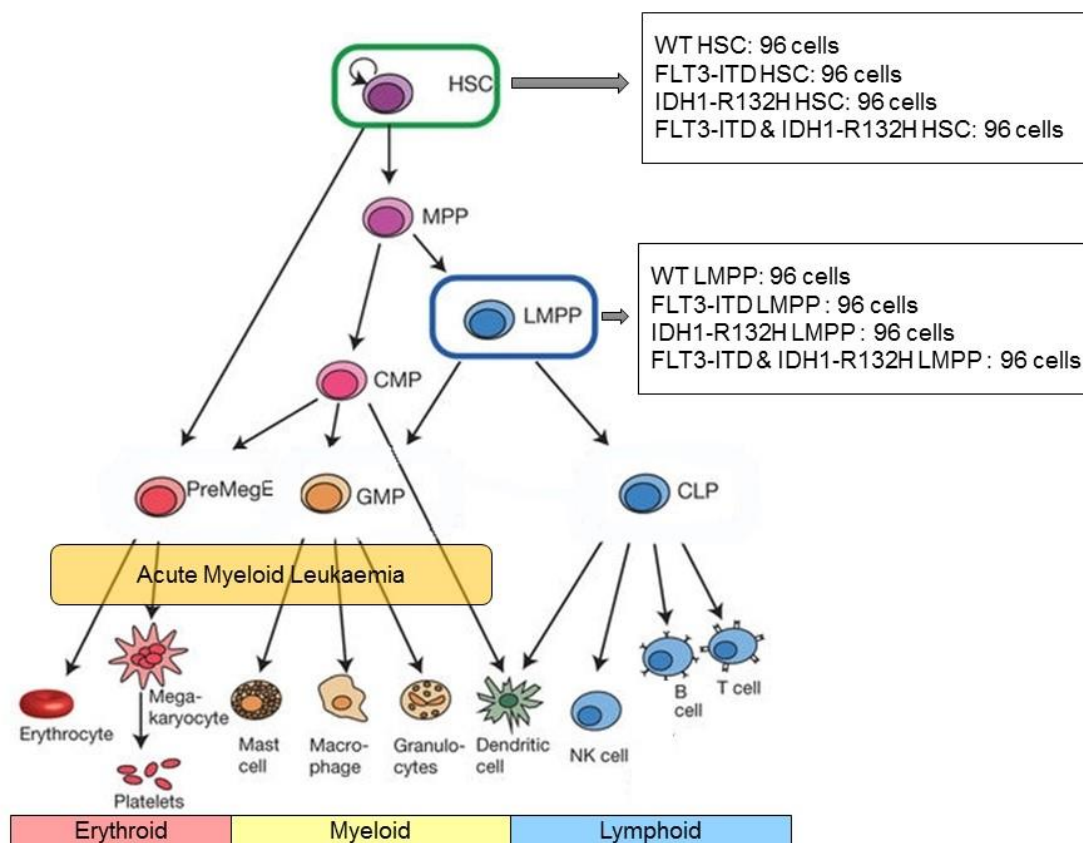 HSC
WT HSC: 96 cells
FLT3-ITD HSC: 96 cells
IDH1-R132H HSC: 96 cells
FLT3-ITD & IDH1-R132H HSC: 96 cells
MPP
LMPP
WT LMPP: 96 cells
FLT3-ITD LMPP : 96 cells
IDH1-R132H LMPP : 96 cells
FLT3-ITD & IDH1-R132H LMPP : 96 cells
CMP
PreMegE
GMP
CLP
Acute Myeloid Leukaemia
Erythrocyte
Mega-
karyocyte
Platelets
Mast
cell
Macro-
phage
Granulo-
cytes
Dendritic
cell
NK cell
B
cell
T cell
Erythroid
Myeloid
Lymphoid